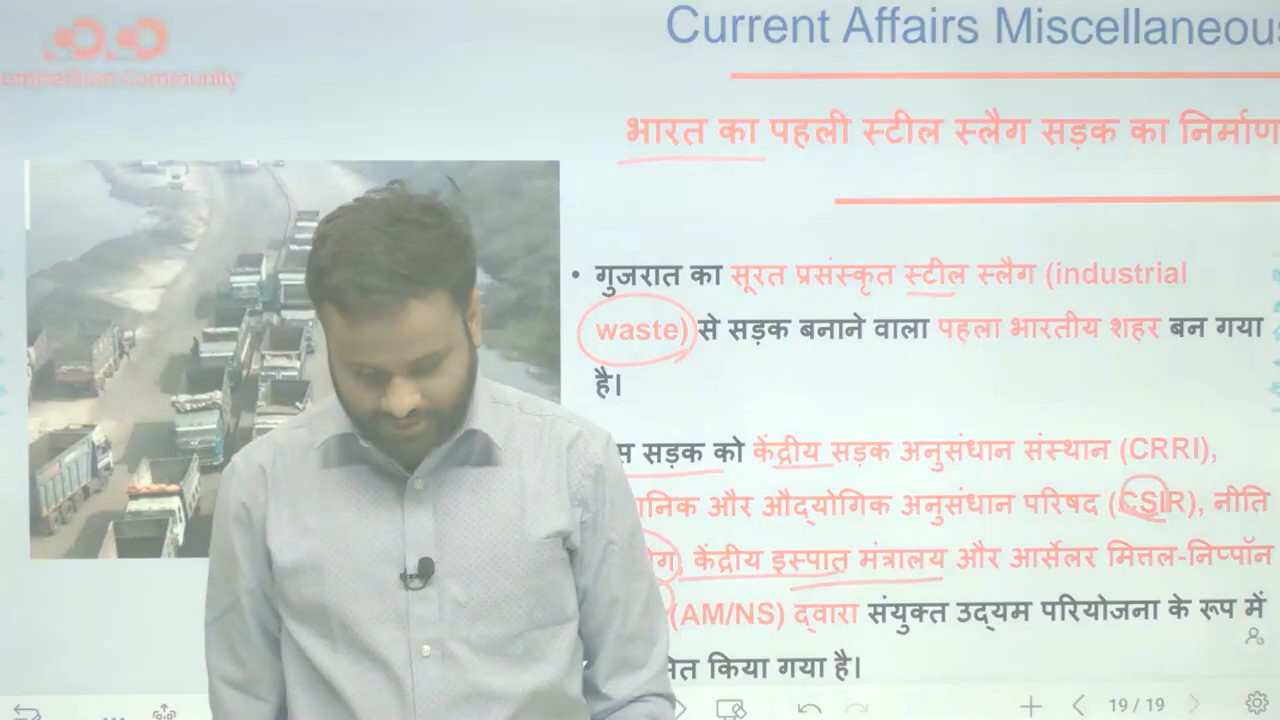 Current Affairs Miscellaneous
Competition Community
भारत का पहली स्टील स्लैग सड़क का निर्माण
• गुजरात का सूरत प्रसंस्कृत स्टील स्लैग (industrial
waste) से सड़क बनाने वाला पहला भारतीय शहर बन गया
है।
सड़क को केंद्रीय सड़क अनुसंधान संस्थान (CRRI),
और औद्योगिक अनुसंधान परिषद (CSIR), नीति
केंद्रीय इस्पात मंत्रालय और आर्सेलर मित्तल-निप्पॉन
(AM/NS) द्वारा संयुक्त उद्यम परियोजना के रूप में
किया गया है।
19 / 19